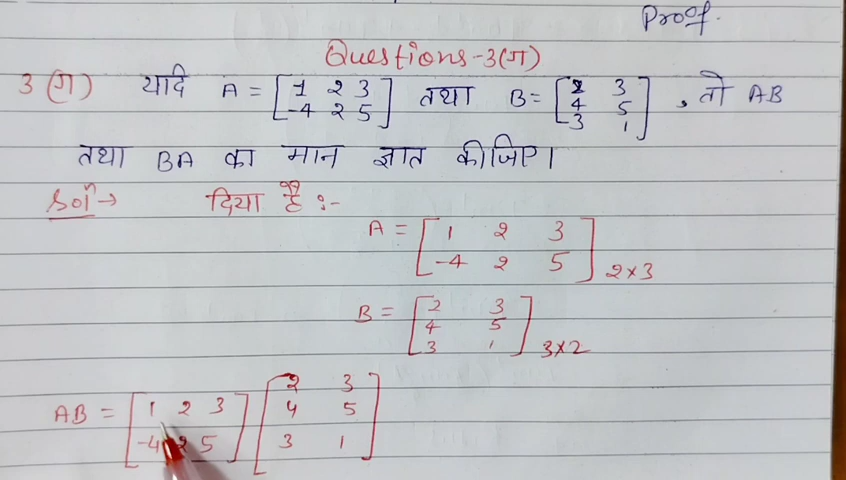 Proof.
Questions-3(ग)
3 (ग) यदि A = [1 2 3 तथा B = [2 3 , तो AB
-4 2 5] 4 5
3 1]
तथा BA का मान ज्ञात कीजिए।
Solⁿ→ दिया है :-
A = [1 2 3
-4 2 5] 2×3
B = [2 3
4 5
3 1] 3×2
2 3
AB = [1 2 3] [4 5
-4 2 5] 3 1]